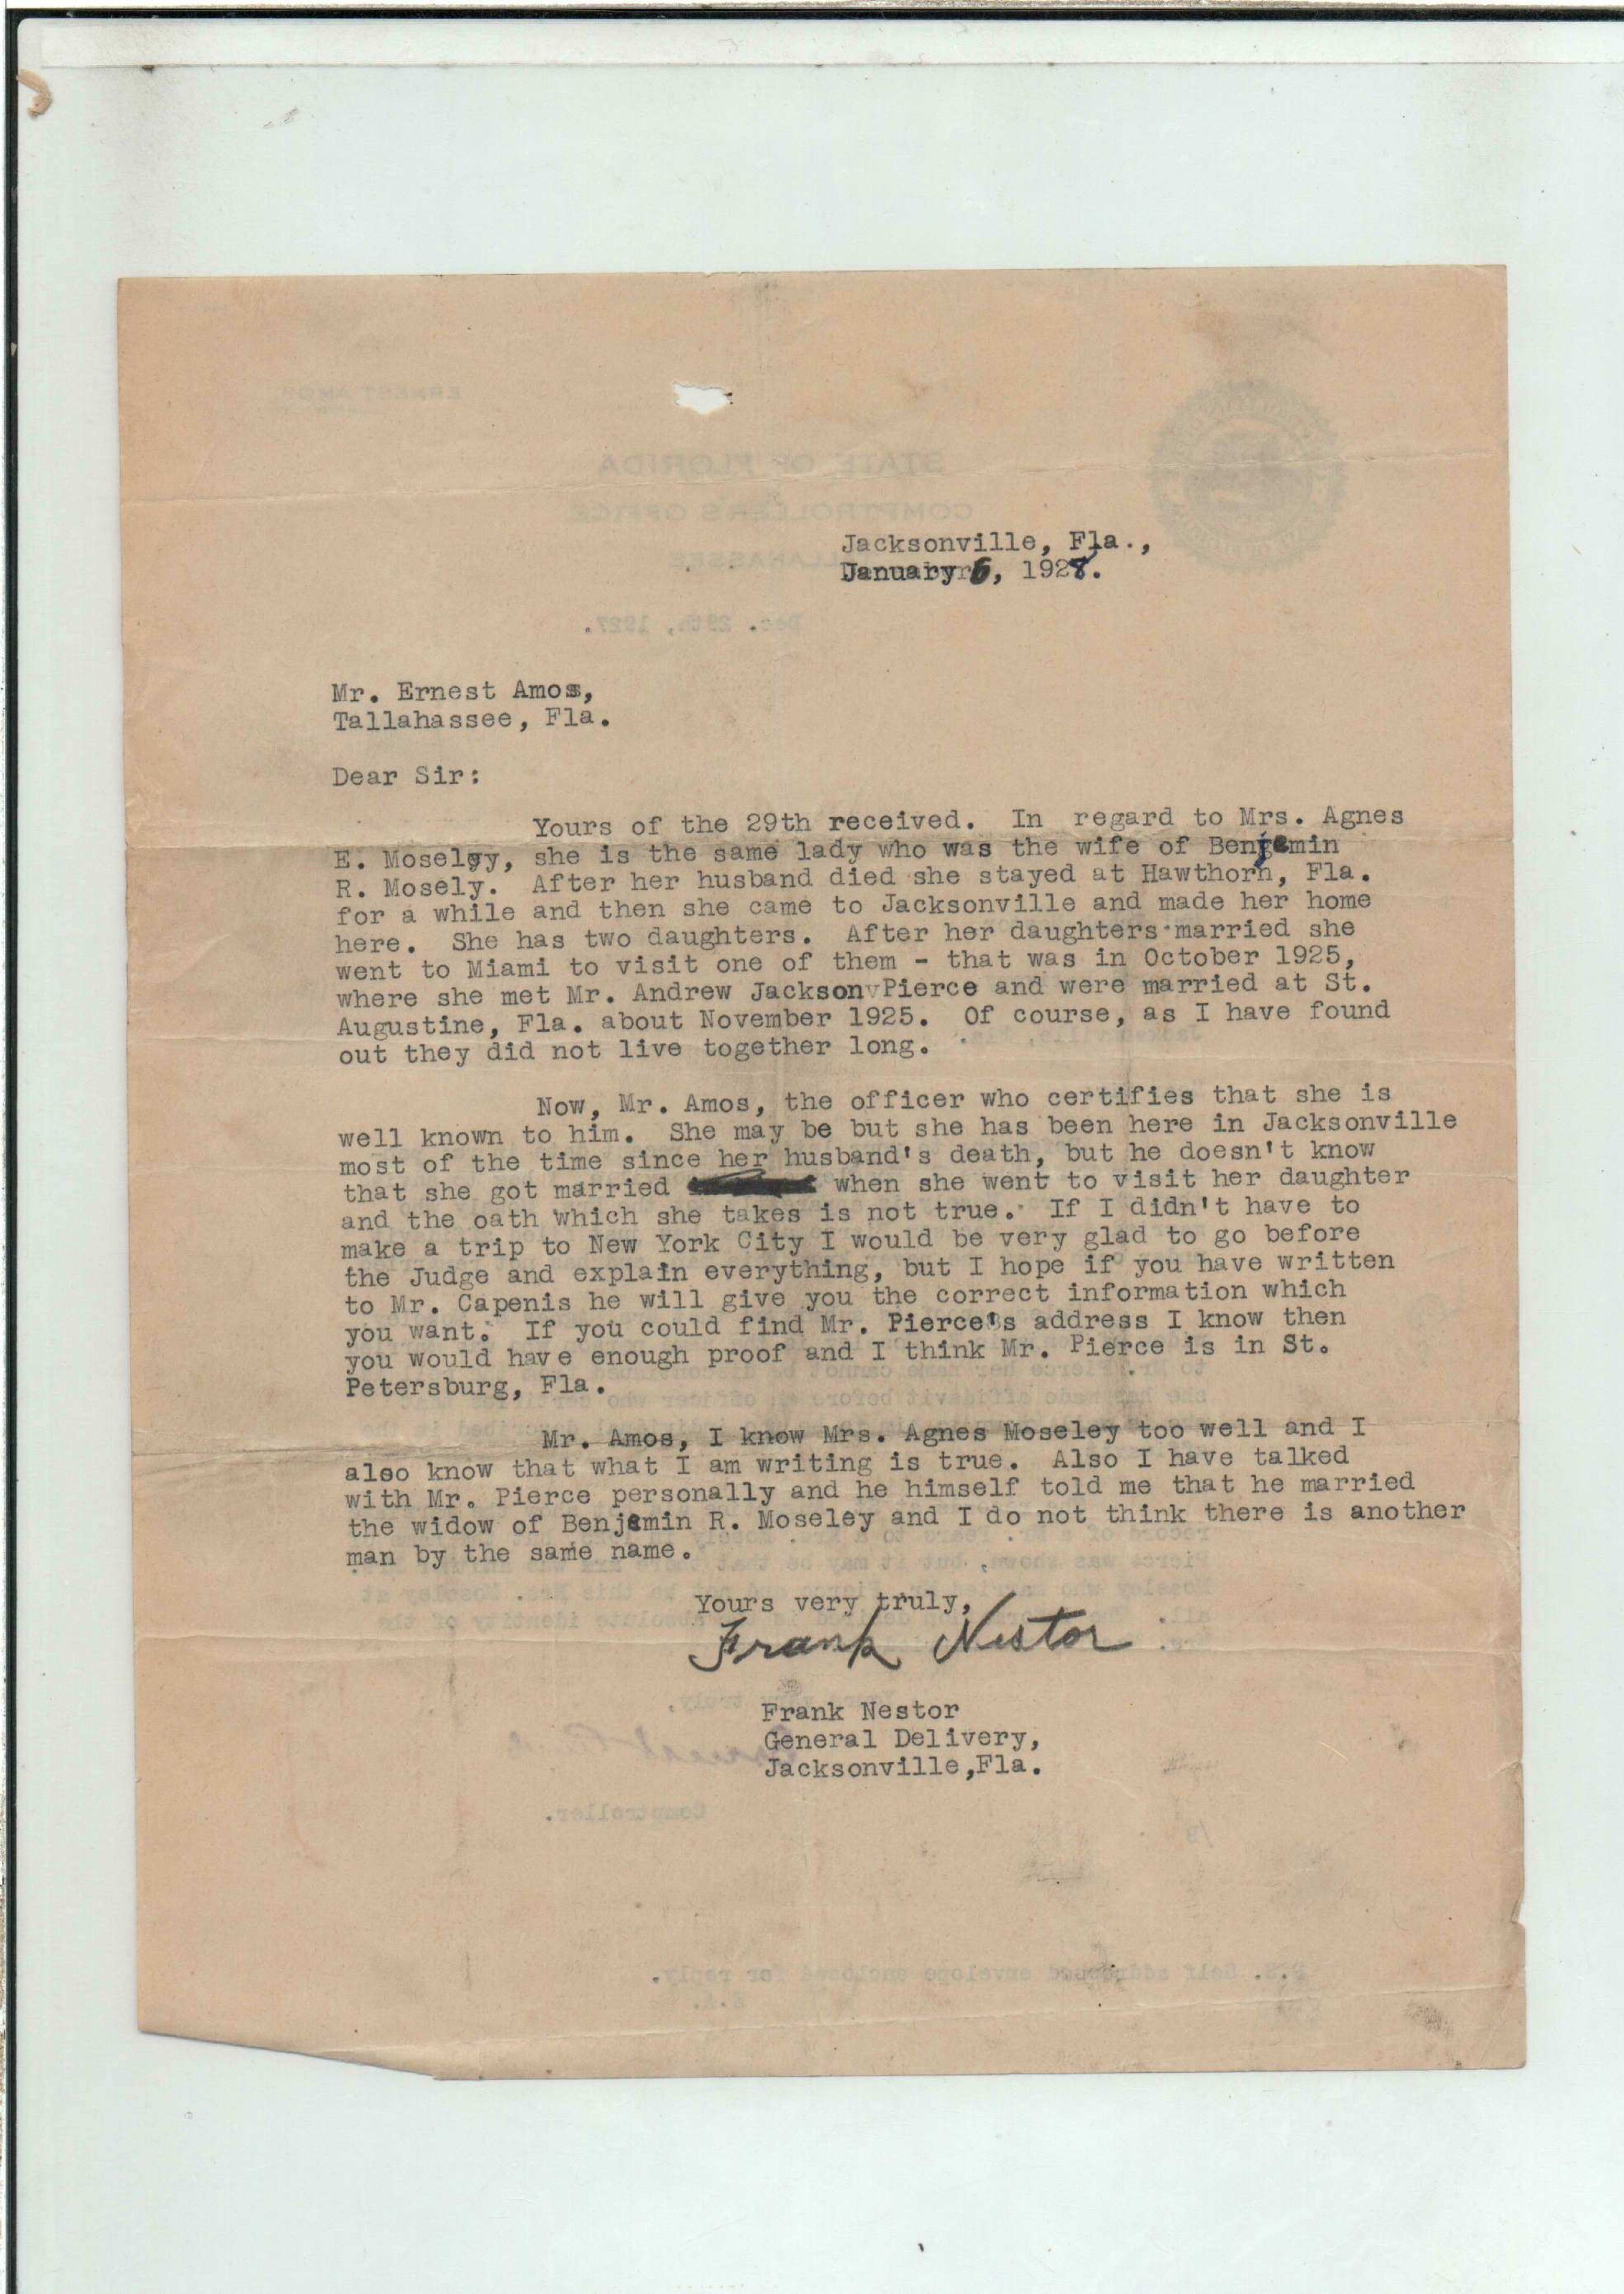 Jacksonville, Fla.,
January 6, 1928.
Mr. Ernest Amos,
Tallahassee, Fla.
Dear Sir:
Yours of the 29th received. In regard to Mrs. Agnes
E. Moseley, she is the same lady who was the wife of Benjamin
R. Mosely. After her husband died she stayed at Hawthorn, Fla.
for a while and then she came to Jacksonville and made her home
here. She has two daughters. After her daughters married she
went to Miami to visit one of them - that was in October 1925,
where she met Mr. Andrew Jackson Pierce and were married at St.
Augustine, Fla. about November 1925. Of course, as I have found
out they did not live together long.
Now, Mr. Amos, the officer who certifies that she is
well known to him. She may be but she has been here in Jacksonville
most of the time since her husband's death, but he doesn't know
that she got married when she went to visit her daughter
and the oath which she takes is not true. If I didn't have to
make a trip to New York City I would be very glad to go before
the Judge and explain everything, but I hope if you have written
to Mr. Capenis he will give you the correct information which
you want. If you could find Mr. Pierce's address I know then
you would have enough proof and I think Mr. Pierce is in St.
Petersburg, Fla.
Mr. Amos, I know Mrs. Agnes Moseley too well and I
also know that what I am writing is true. Also I have talked
with Mr. Pierce personally and he himself told me that he married
the widow of Benjamin R. Moseley and I do not think there is another
man by the same name.
Yours very truly,
Frank Nestor
Frank Nestor
General Delivery,
Jacksonville,Fla.